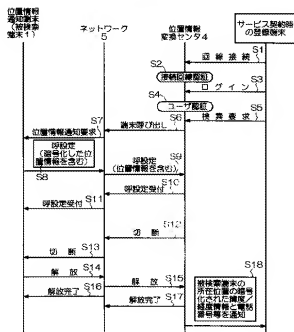 位置情報
通知端末
(被検索
端末1)
ネットワーク
5
位置情報
変換センタ4
サービス契約時
の登録端末
S1
回線接続
S2
接続回線認証
S3
ログイン
S4
ユーザ認証
S5
検索要求
S6
端末呼び出し
S7
位置情報通知要求
呼設定
(暗号化した位
置情報を含む)
S8
S9
呼設定
(位置情報を含む)
S10
呼設定受付
S11
呼設定受付
S12
切断
S13
切断
S14
解放
S15
解放
S16
解放完了
S17
解放完了
S18
被検索端末の
所在位置の暗号
化された緯度/
経度情報と電話
番号等を通知